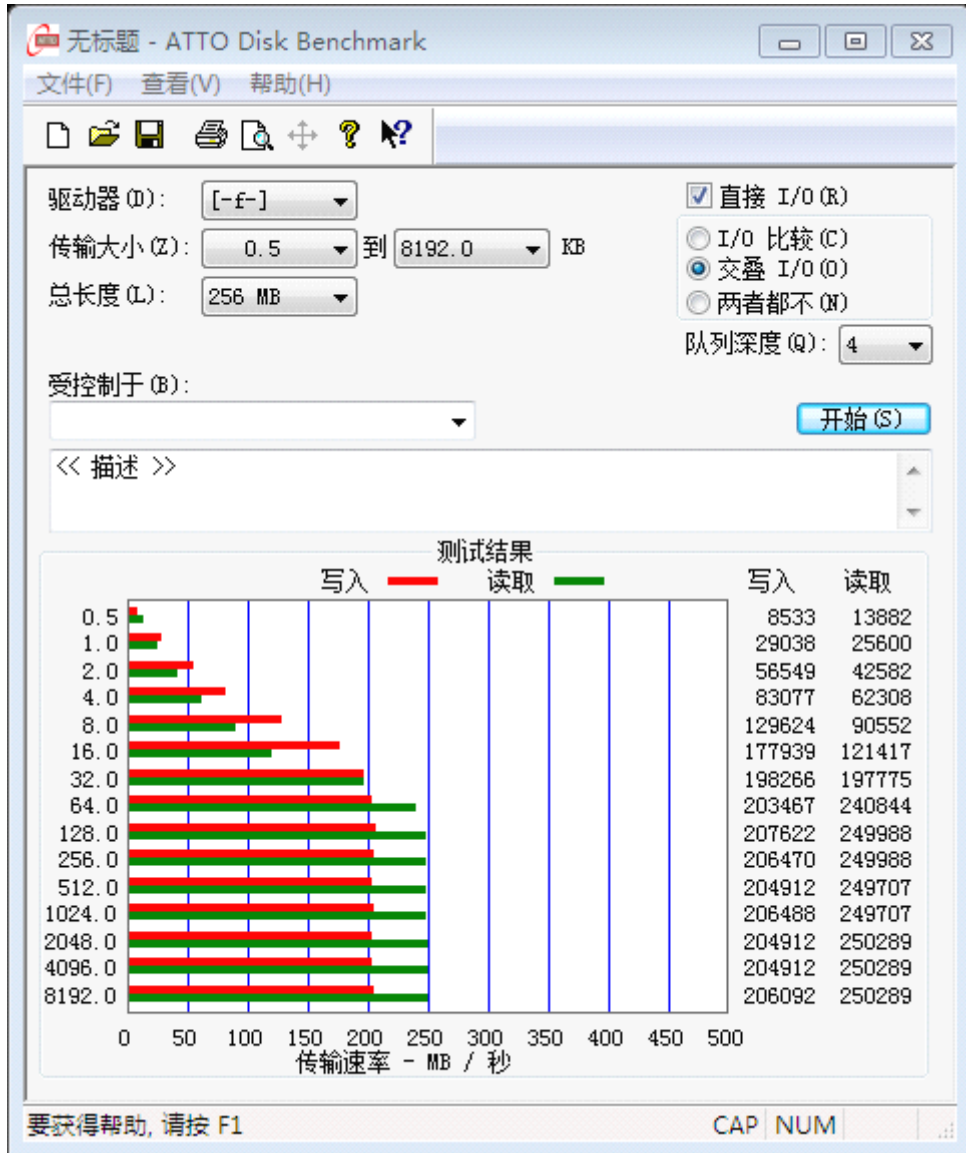 无标题 - ATTO Disk Benchmark
文件(F) 查看(V) 帮助(H)
驱动器(D): [-f-] 直接 I/O(R)
传输大小(Z): 0.5 到 8192.0 KB I/O 比较(C)
交叠 I/O(O)
总长度(L): 256 MB 两者都不(N)
队列深度(Q): 4
受控制于(B):
开始(S)
<< 描述 >>
测试结果
写入 读取 写入 读取
0.5 8533 13882
1.0 29038 25600
2.0 56549 42582
4.0 83077 62308
8.0 129624 90552
16.0 177939 121417
32.0 198266 197775
64.0 203467 240844
128.0 207622 249988
256.0 206470 249988
512.0 204912 249707
1024.0 206488 249707
2048.0 204912 250289
4096.0 204912 250289
8192.0 206092 250289
0 50 100 150 200 250 300 350 400 450 500
传输速率 - MB / 秒
要获得帮助, 请按 F1 CAP NUM